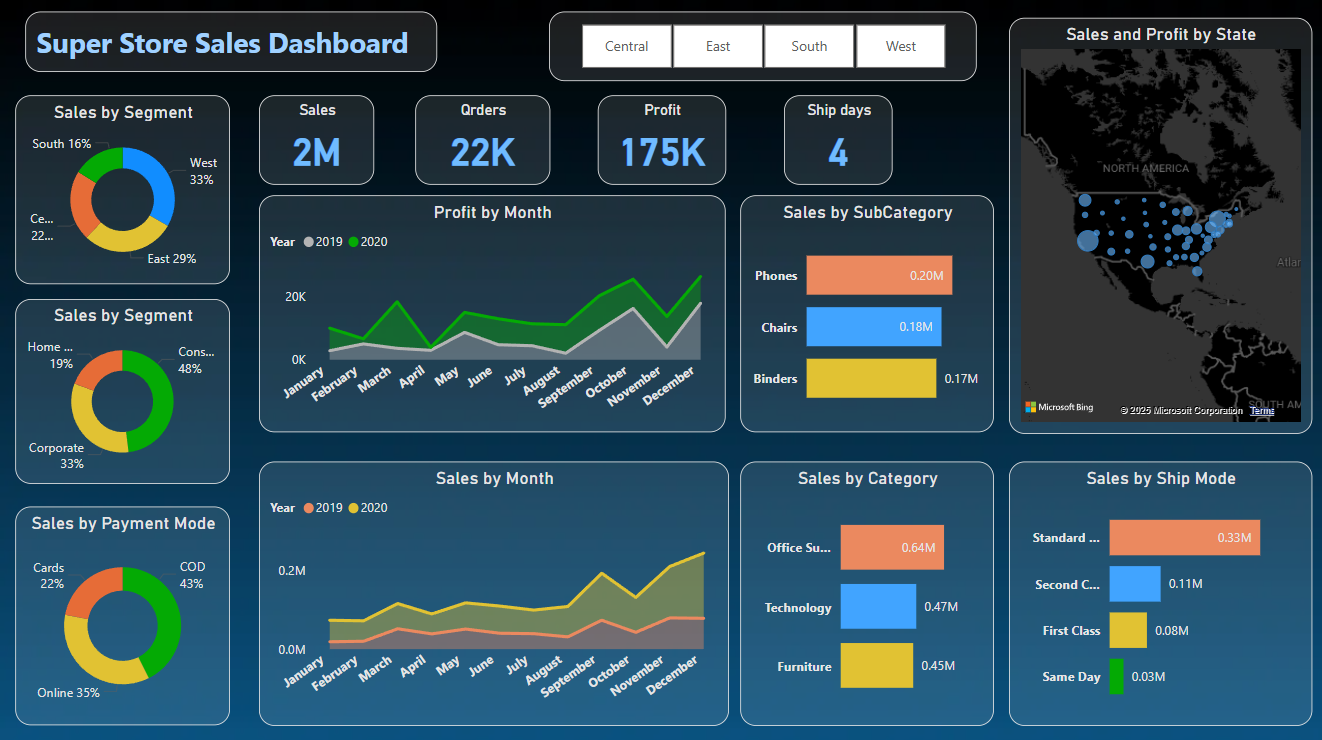 Super Store Sales Dashboard
Central
East
South
West
Sales and Profit by State
NORTH AMERICA
Atlan
SOUTH AM
Microsoft Bing
© 2025 Microsoft Corporation Terms
Sales by Segment
South 16%
West
33%
Ce...
22...
East 29%
Sales
2M
Qrders
22K
Profit
175K
Ship days
4
Profit by Month
Year 2019 2020
20K
0K
January
February
March
April
May
June
July
August
September
October
November
December
Sales by SubCategory
Phones 0.20M
Chairs 0.18M
Binders 0.17M
Sales by Segment
Home ...
19%
Cons...
48%
Corporate
33%
Sales by Payment Mode
Cards
22%
COD
43%
Online 35%
Sales by Month
Year 2019 2020
0.2M
0.0M
January
February
March
April
May
June
July
August
September
October
November
December
Sales by Category
Office Su... 0.64M
Technology 0.47M
Furniture 0.45M
Sales by Ship Mode
Standard ... 0.33M
Second C... 0.11M
First Class 0.08M
Same Day 0.03M